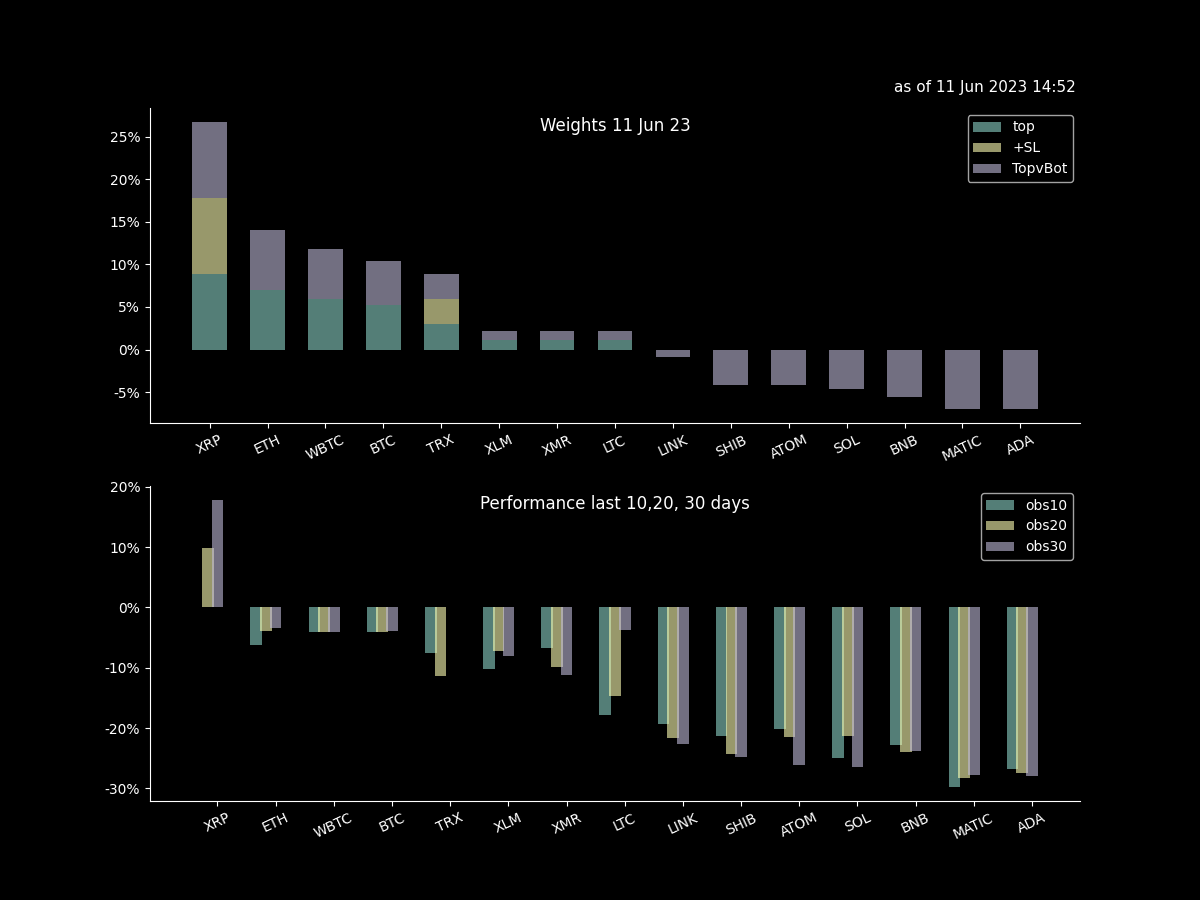 as of 11 Jun 2023 14:52
Weights 11 Jun 23
top
+SL
TopvBot
25%
20%
15%
10%
5%
0%
-5%
XRP ETH WBTC BTC TRX XLM XMR LTC LINK SHIB ATOM SOL BNB MATIC ADA
Performance last 10,20, 30 days
obs10
obs20
obs30
20%
10%
0%
-10%
-20%
-30%
XRP ETH WBTC BTC TRX XLM XMR LTC LINK SHIB ATOM SOL BNB MATIC ADA